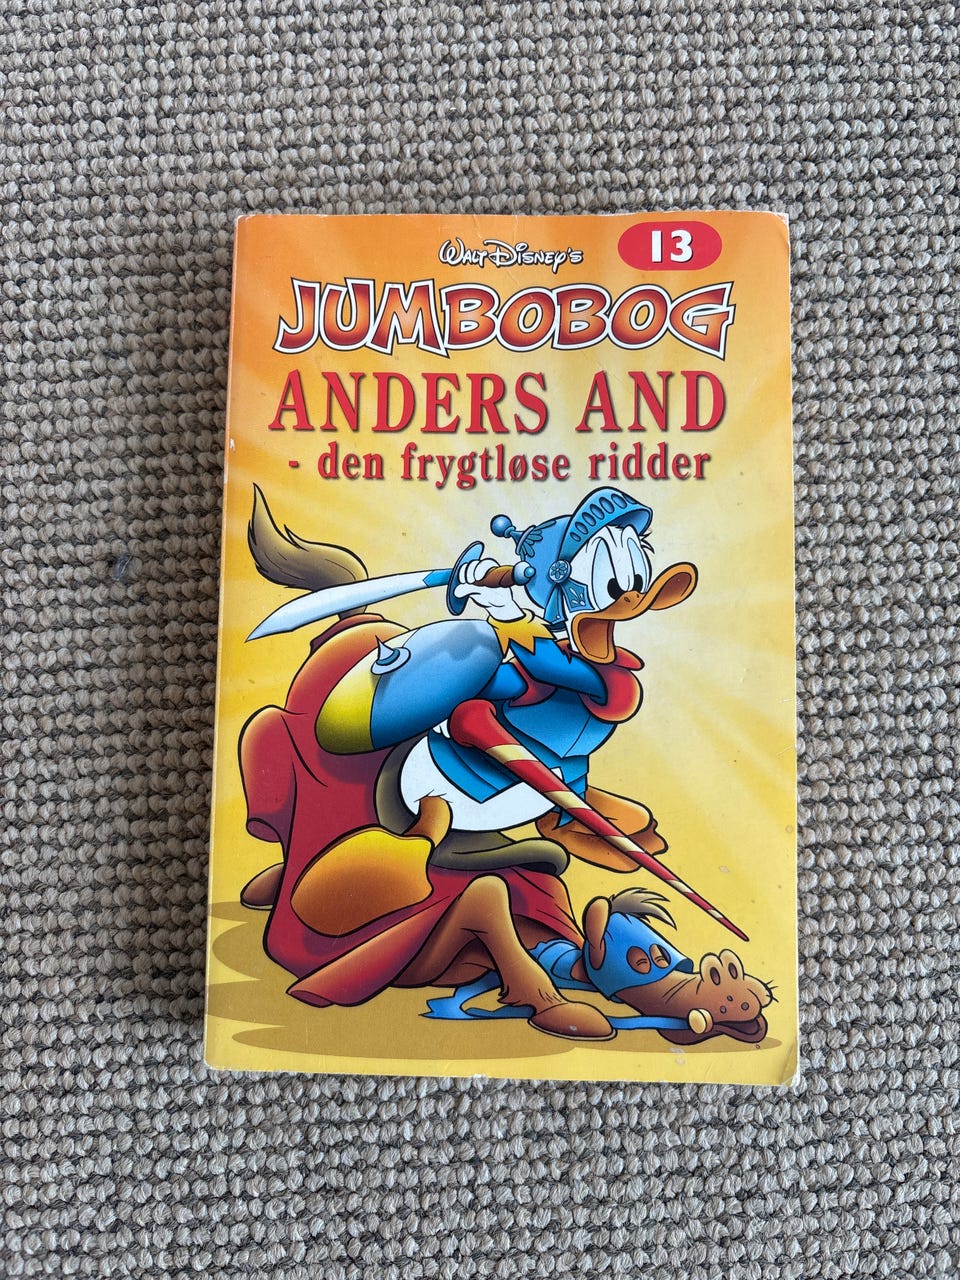 WALT DISNEY'S
13
JUMBOBOG
ANDERS AND
- den frygtløse ridder